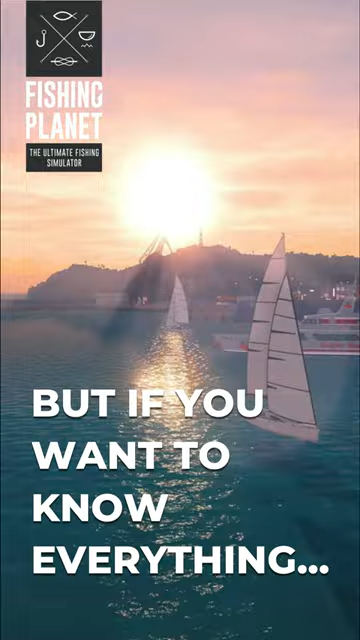 FISHING
PLANET
THE ULTIMATE FISHING
SIMULATOR
BUT IF YOU
WANT TO
KNOW
EVERYTHING...